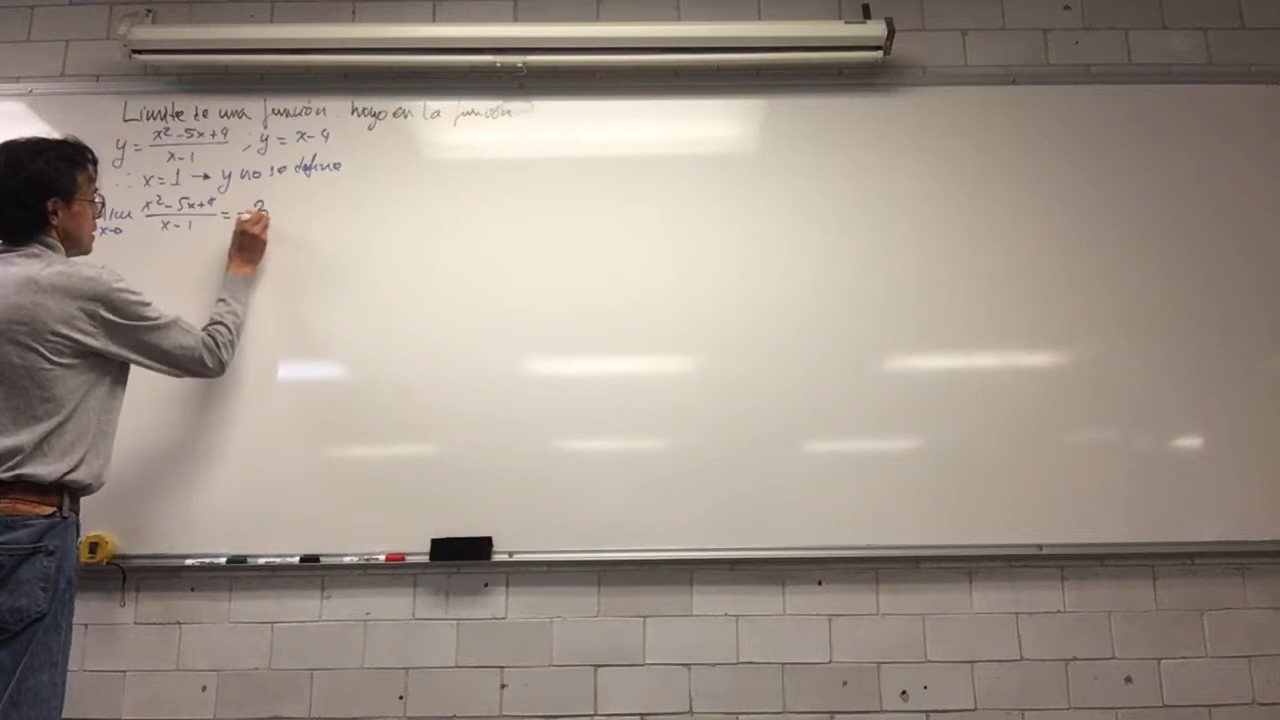 Límite de una función. hoyo en la función
y = x² - 5x + 4 / x - 1 ; y = x - 4
∴ x = 1 → y no se define
lim x→ x² - 5x + 4 / x - 1 = -3